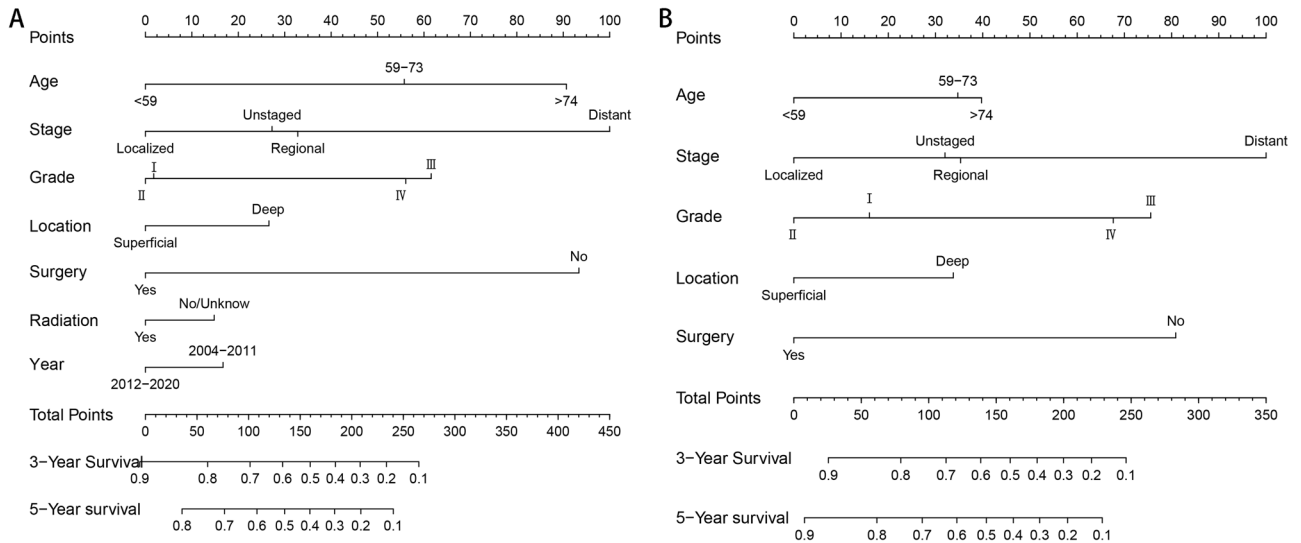 A
0 10 20 30 40 50 60 70 80 90 100
Points
59−73
Age
<59 >74
Unstaged Distant
Stage
Localized Regional
I III
Grade
II IV
Deep
Location
Superficial
No
Surgery
Yes
No/Unknow
Radiation
Yes
2004−2011
Year
2012−2020
Total Points
0 50 100 150 200 250 300 350 400 450
3−Year Survival
0.9 0.8 0.7 0.6 0.5 0.4 0.3 0.2 0.1
5−Year survival
0.8 0.7 0.6 0.5 0.4 0.3 0.2 0.1
B
0 10 20 30 40 50 60 70 80 90 100
Points
59−73
Age
<59 >74
Unstaged Distant
Stage
Localized Regional
I III
Grade
II IV
Deep
Location
Superficial
No
Surgery
Yes
Total Points
0 50 100 150 200 250 300 350
3−Year Survival
0.9 0.8 0.7 0.6 0.5 0.4 0.3 0.2 0.1
5−Year survival
0.9 0.8 0.7 0.6 0.5 0.4 0.3 0.2 0.1